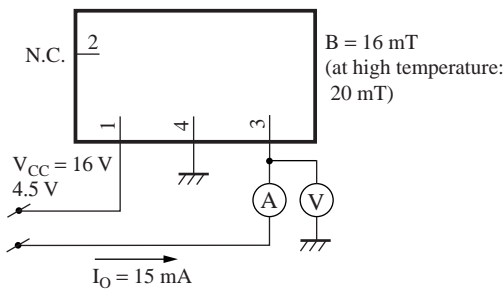 N.C.
2
B = 16 mT
(at high temperature:
20 mT)
1
4
3
V_CC = 16 V
4.5 V
A
V
I_O = 15 mA